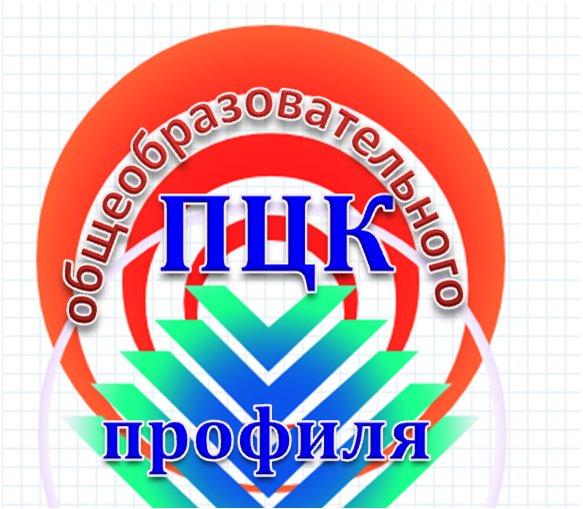 ПЦК
общеобразовательного
профиля